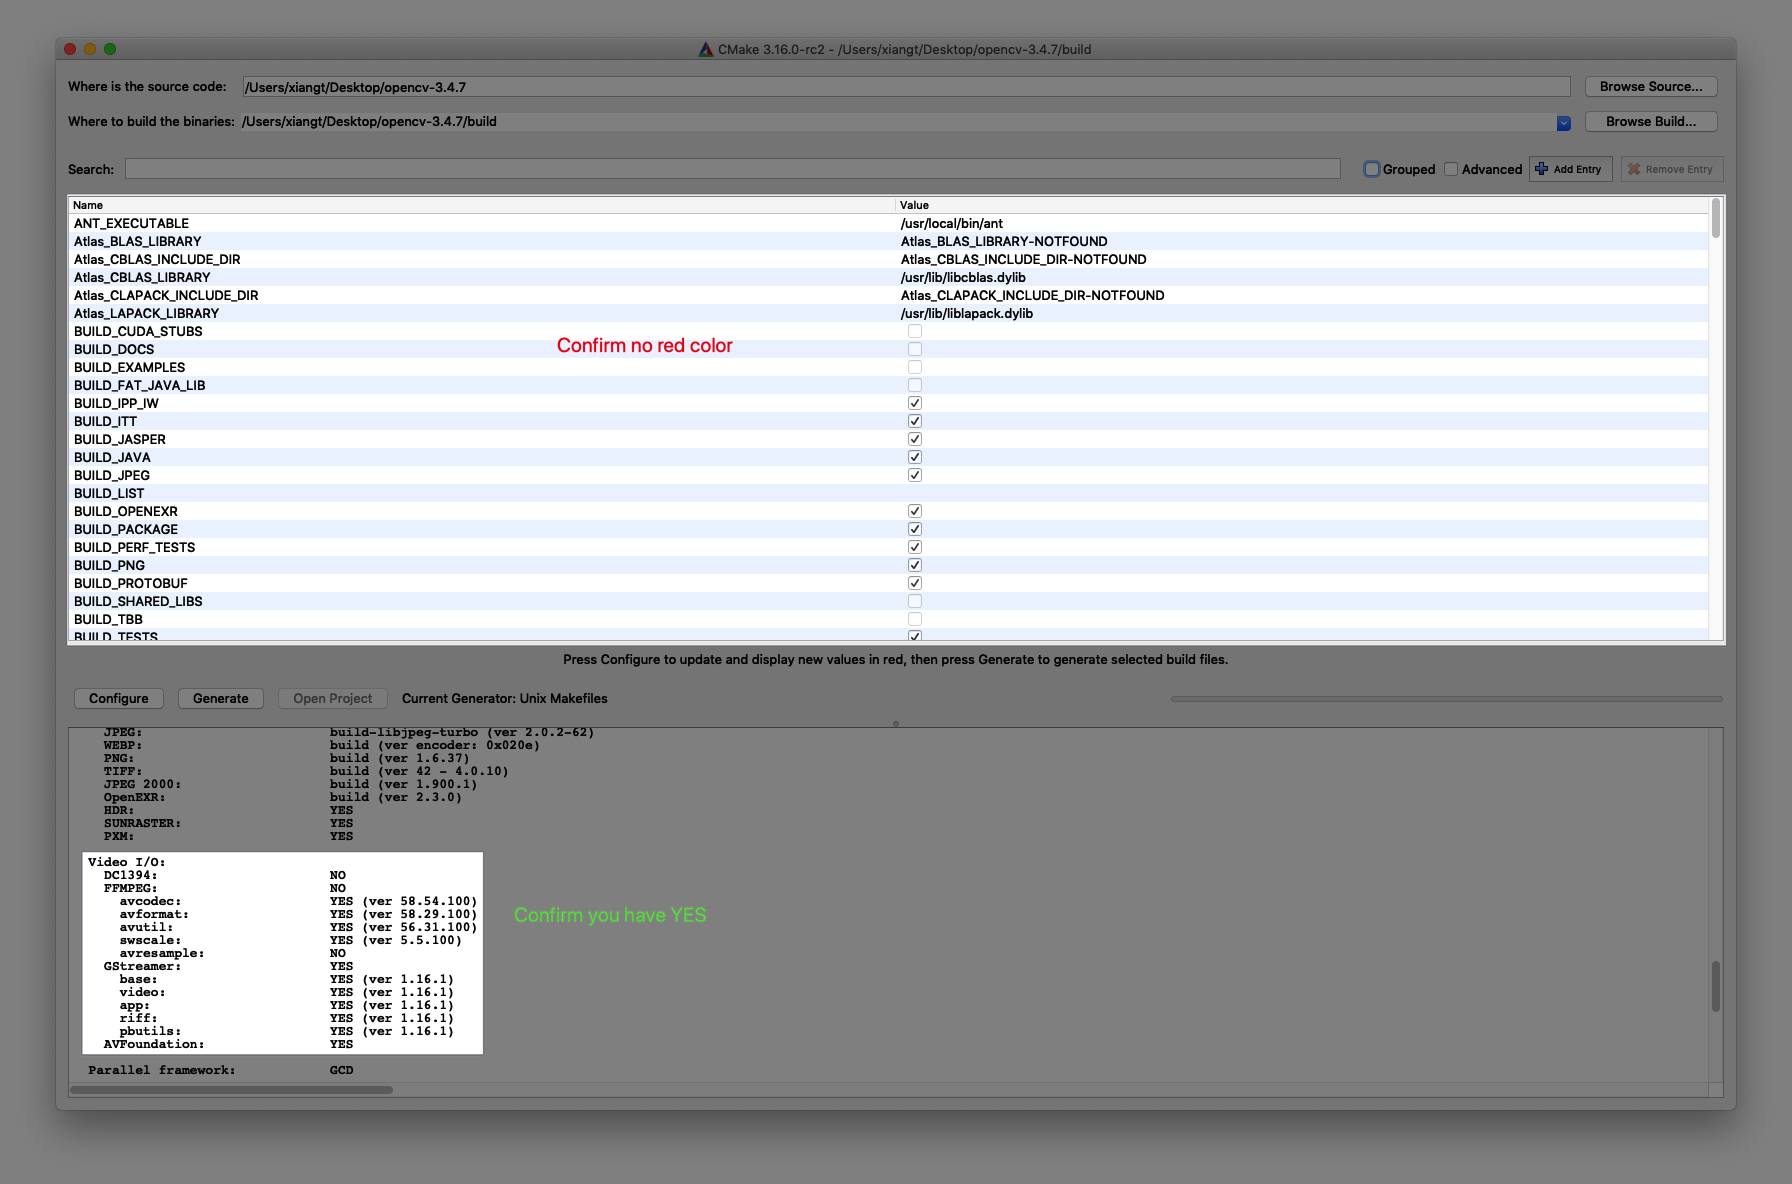 CMake 3.16.0-rc2 - /Users/xiangt/Desktop/opencv-3.4.7/build
Where is the source code: /Users/xiangt/Desktop/opencv-3.4.7 Browse Source...
Where to build the binaries: /Users/xiangt/Desktop/opencv-3.4.7/build Browse Build...
Search: Grouped Advanced Add Entry Remove Entry
Name Value
ANT_EXECUTABLE /usr/local/bin/ant
Atlas_BLAS_LIBRARY Atlas_BLAS_LIBRARY-NOTFOUND
Atlas_CBLAS_INCLUDE_DIR Atlas_CBLAS_INCLUDE_DIR-NOTFOUND
Atlas_CBLAS_LIBRARY /usr/lib/libcblas.dylib
Atlas_CLAPACK_INCLUDE_DIR Atlas_CLAPACK_INCLUDE_DIR-NOTFOUND
Atlas_LAPACK_LIBRARY /usr/lib/liblapack.dylib
BUILD_CUDA_STUBS
BUILD_DOCS Confirm no red color
BUILD_EXAMPLES
BUILD_FAT_JAVA_LIB
BUILD_IPP_IW
BUILD_ITT
BUILD_JASPER
BUILD_JAVA
BUILD_JPEG
BUILD_LIST
BUILD_OPENEXR
BUILD_PACKAGE
BUILD_PERF_TESTS
BUILD_PNG
BUILD_PROTOBUF
BUILD_SHARED_LIBS
BUILD_TBB
BUILD_TESTS
Press Configure to update and display new values in red, then press Generate to generate selected build files.
Configure Generate Open Project Current Generator: Unix Makefiles
JPEG: build-libjpeg-turbo (ver 2.0.2-62)
WEBP: build (ver encoder: 0x020e)
PNG: build (ver 1.6.37)
TIFF: build (ver 42 - 4.0.10)
JPEG 2000: build (ver 1.900.1)
OpenEXR: build (ver 2.3.0)
HDR: YES
SUNRASTER: YES
PXM: YES
Video I/O:
DC1394: NO
FFMPEG: NO
avcodec: YES (ver 58.54.100)
avformat: YES (ver 58.29.100) Confirm you have YES
avutil: YES (ver 56.31.100)
swscale: YES (ver 5.5.100)
avresample: NO
GStreamer: YES
base: YES (ver 1.16.1)
video: YES (ver 1.16.1)
app: YES (ver 1.16.1)
riff: YES (ver 1.16.1)
pbutils: YES (ver 1.16.1)
AVFoundation: YES
Parallel framework: GCD